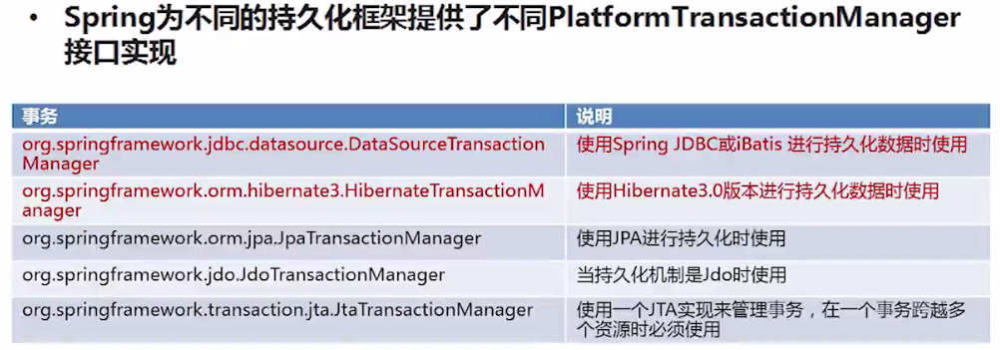 • Spring为不同的持久化框架提供了不同PlatformTransactionManager
接口实现
事务
说明
org.springframework.jdbc.datasource.DataSourceTransaction
Manager
使用Spring JDBC或iBatis 进行持久化数据时使用
org.springframework.orm.hibernate3.HibernateTransactionM
anager
使用Hibernate3.0版本进行持久化数据时使用
org.springframework.orm.jpa.JpaTransactionManager
使用JPA进行持久化时使用
org.springframework.jdo.JdoTransactionManager
当持久化机制是Jdo时使用
org.springframework.transaction.jta.JtaTransactionManager
使用一个JTA实现来管理事务，在一个事务跨越多
个资源时必须使用